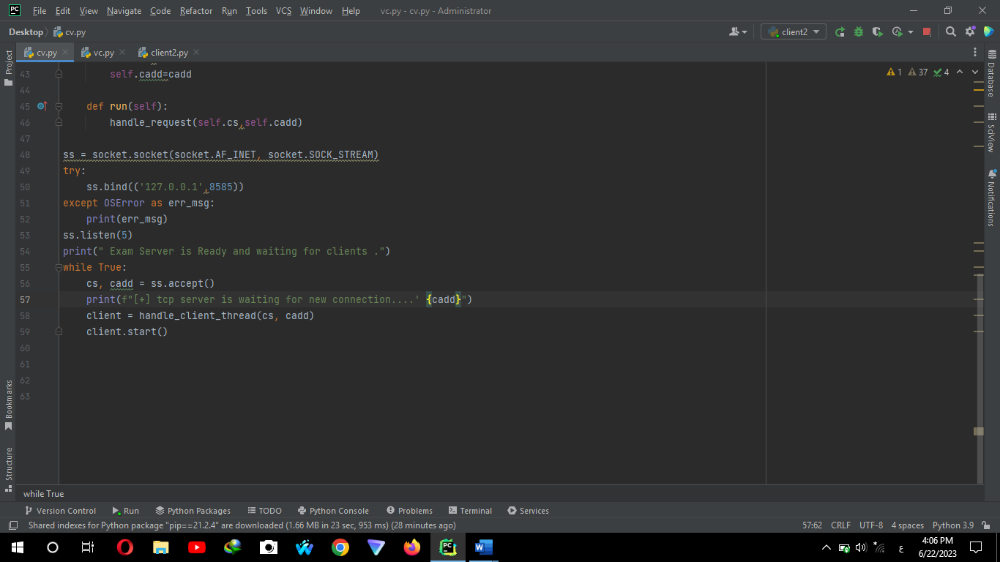 PC File Edit View Navigate Code Refactor Run Tools VCS Window Help vc.py - cv.py - Administrator
Desktop cv.py client2
cv.py vc.py client2.py
Project
Bookmarks
Structure
Database
SciView
Notifications
1 37 4
43 self.cadd=cadd
44
45 def run(self):
46 handle_request(self.cs,self.cadd)
47
48 ss = socket.socket(socket.AF_INET, socket.SOCK_STREAM)
49 try:
50 ss.bind(('127.0.0.1',8585))
51 except OSError as err_msg:
52 print(err_msg)
53 ss.listen(5)
54 print(" Exam Server is Ready and waiting for clients .")
55 while True:
56 cs, cadd = ss.accept()
57 print(f"[+] tcp server is waiting for new connection....' {cadd}")
58 client = handle_client_thread(cs, cadd)
59 client.start()
60
61
62
63
while True
Version Control Run Python Packages TODO Python Console Problems Terminal Services
Shared indexes for Python package "pip==21.2.4" are downloaded (1.66 MB in 23 sec, 953 ms) (28 minutes ago) 57:62 CRLF UTF-8 4 spaces Python 3.9
PC W ع 4:06 PM
6/22/2023